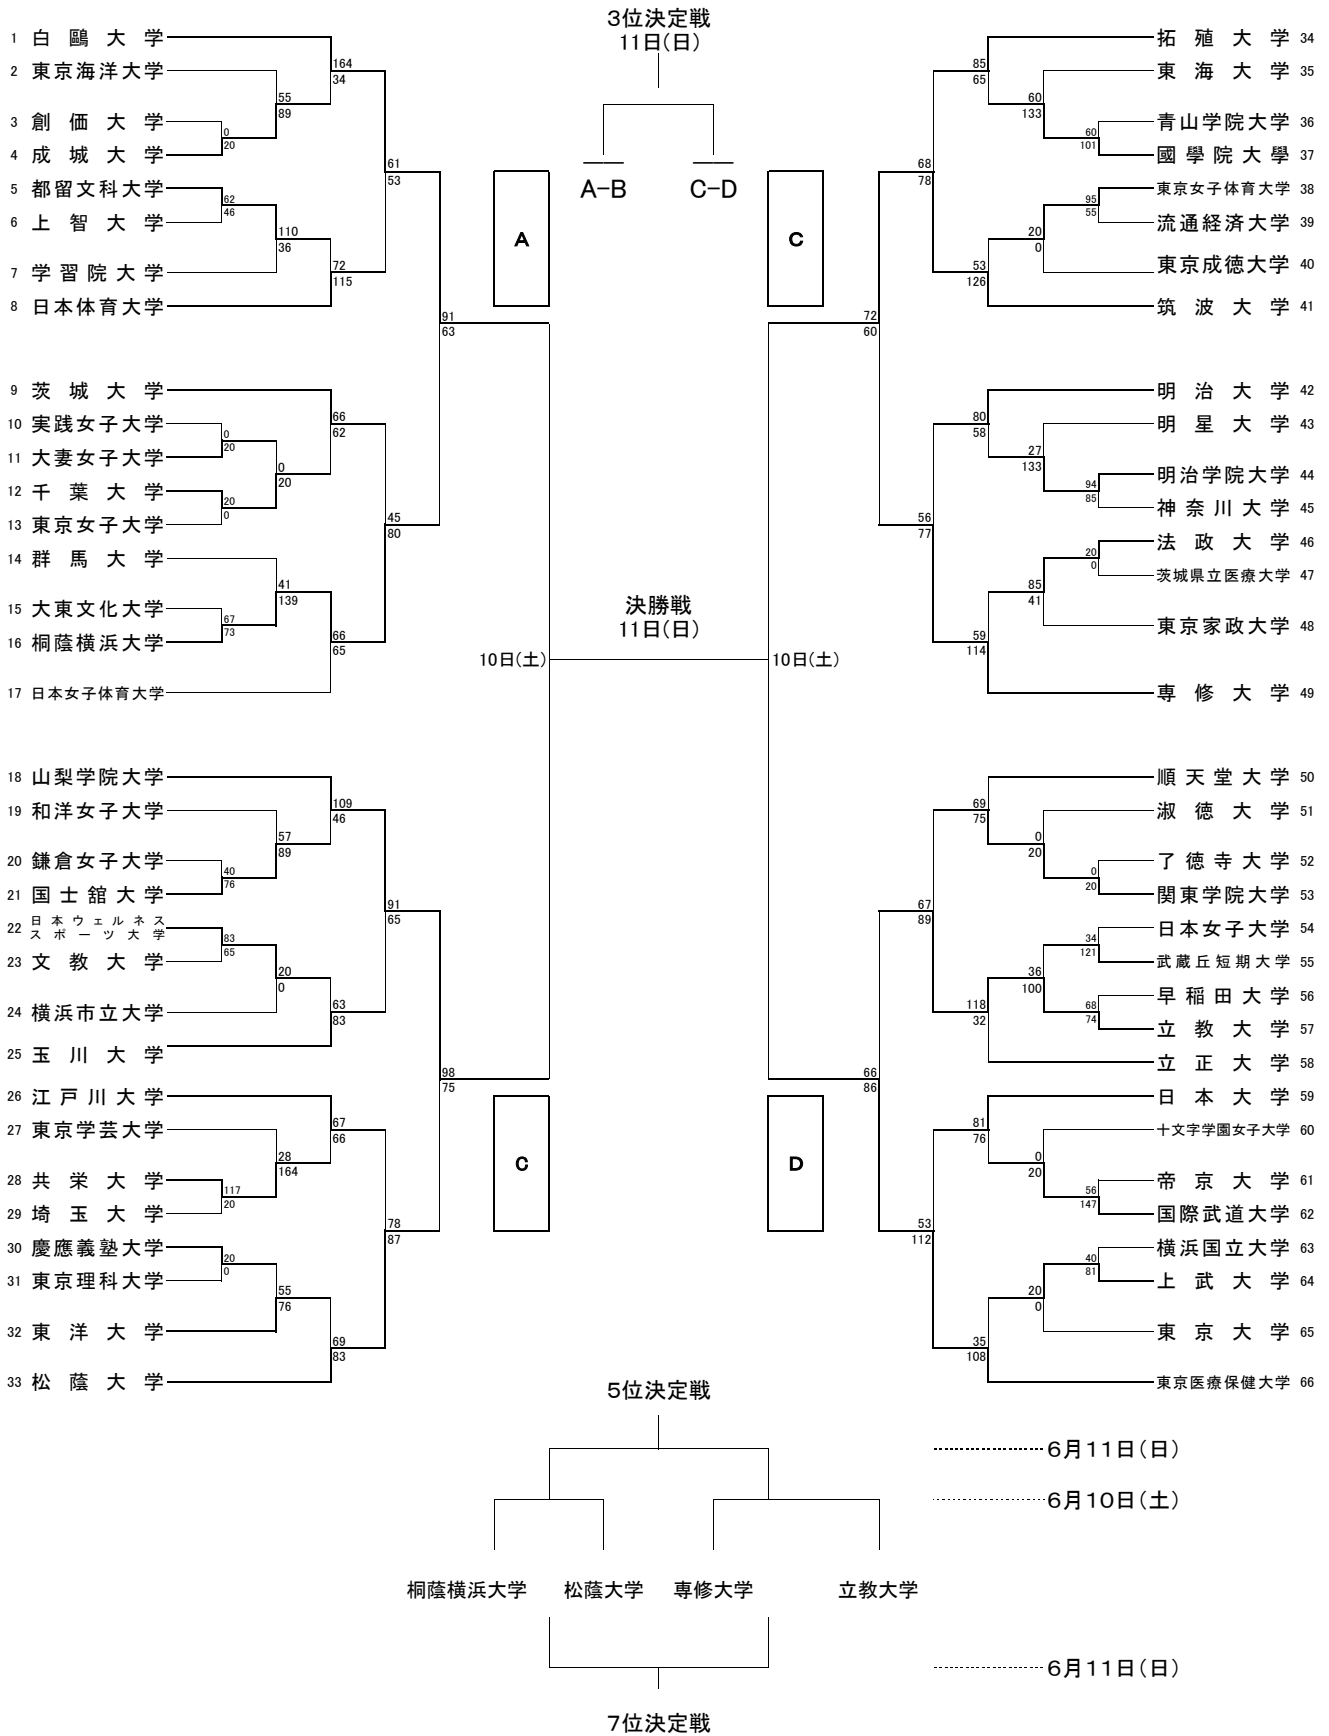 3位決定戦
11日(日)
A-B
C-D
1 白鷗大学
2 東京海洋大学
3 創価大学
4 成城大学
5 都留文科大学
6 上智大学
7 学習院大学
8 日本体育大学
164
34
55
89
0
20
61
53
62
46
110
36
72
115
A
91
63
9 茨城大学
10 実践女子大学
11 大妻女子大学
12 千葉大学
13 東京女子大学
14 群馬大学
15 大東文化大学
16 桐蔭横浜大学
17 日本女子体育大学
66
62
0
20
0
20
20
0
45
80
41
139
67
73
66
65
18 山梨学院大学
19 和洋女子大学
20 鎌倉女子大学
21 国士舘大学
22 日本ウェルネス
スポーツ大学
23 文教大学
24 横浜市立大学
25 玉川大学
109
46
57
89
40
76
91
65
83
65
20
0
63
83
98
75
26 江戸川大学
27 東京学芸大学
28 共栄大学
29 埼玉大学
30 慶應義塾大学
31 東京理科大学
32 東洋大学
33 松蔭大学
67
66
28
164
117
20
78
87
20
0
55
76
69
83
C
決勝戦
11日(日)
10日(土)
10日(土)
拓殖大学 34
東海大学 35
青山学院大学 36
國學院大學 37
東京女子体育大学 38
流通経済大学 39
東京成徳大学 40
筑波大学 41
85
65
60
133
60
101
68
78
95
55
20
0
53
126
C
72
60
明治大学 42
明星大学 43
明治学院大学 44
神奈川大学 45
法政大学 46
茨城県立医療大学 47
東京家政大学 48
専修大学 49
80
58
27
133
94
85
56
77
20
0
85
41
59
114
順天堂大学 50
淑徳大学 51
了徳寺大学 52
関東学院大学 53
日本女子大学 54
武蔵丘短期大学 55
早稲田大学 56
立教大学 57
立正大学 58
69
75
0
20
0
20
67
89
34
121
36
100
68
74
118
32
66
86
日本大学 59
十文字学園女子大学 60
帝京大学 61
国際武道大学 62
横浜国立大学 63
上武大学 64
東京大学 65
東京医療保健大学 66
81
76
0
20
56
147
53
112
40
81
20
0
35
108
D
5位決定戦
6月11日(日)
6月10日(土)
桐蔭横浜大学 松蔭大学 専修大学 立教大学
6月11日(日)
7位決定戦